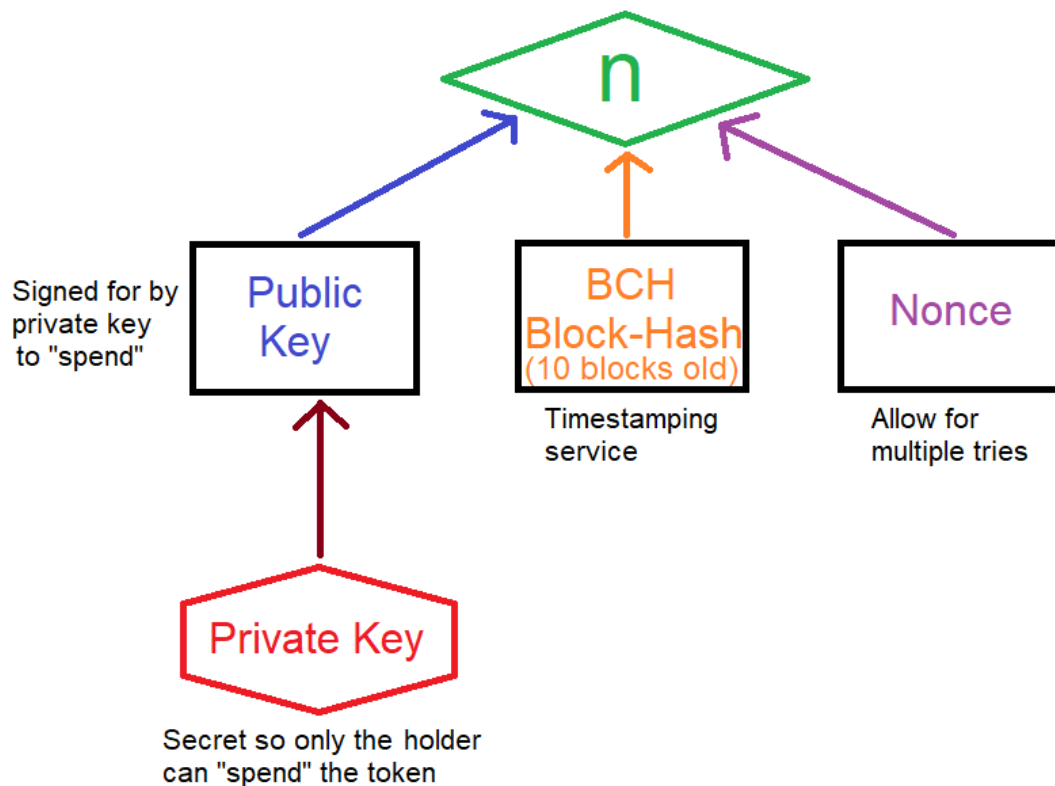 n
Signed for by
private key
to "spend"
Public
Key
BCH
Block-Hash
(10 blocks old)
Nonce
Timestamping
service
Allow for
multiple tries
Private Key
Secret so only the holder
can "spend" the token